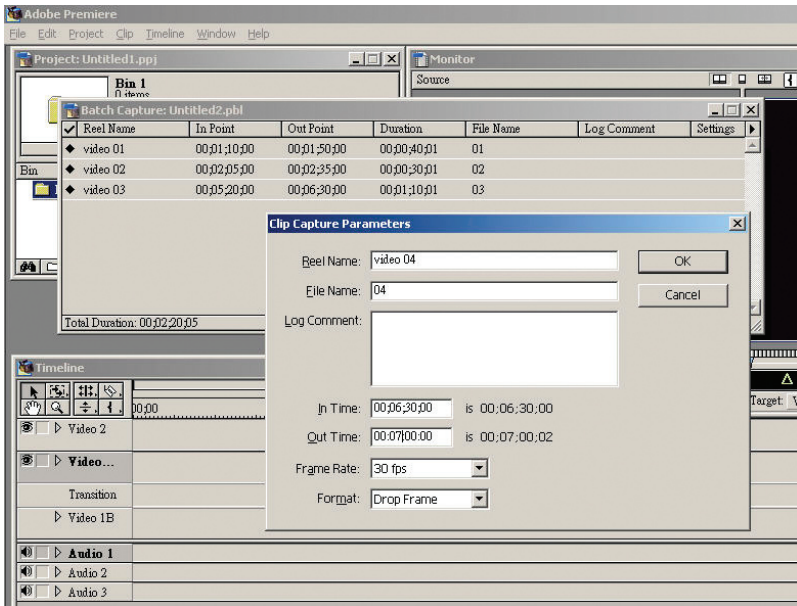 Adobe Premiere
File Edit Project Clip Timeline Window Help
Project: Untitled1.ppj
Monitor
Bin 1
0 items
Source
Batch Capture: Untitled2.pbl
Reel Name In Point Out Point Duration File Name Log Comment Settings
video 01 00;01;10;00 00;01;50;00 00;00;40;01 01
video 02 00;02;05;00 00;02;35;00 00;00;30;01 02
video 03 00;05;20;00 00;06;30;00 00;01;10;01 03
Bin
Clip Capture Parameters
Reel Name: video 04
OK
File Name: 04
Cancel
Log Comment:
Total Duration: 00;02;20;05
In Time: 00;06;30;00 is 00;06;30;00
Out Time: 00:07:00:00 is 00;07;00;02
Frame Rate: 30 fps
Format: Drop Frame
Timeline
Target:
00;00
Video 2
Video...
Transition
Video 1B
Audio 1
Audio 2
Audio 3